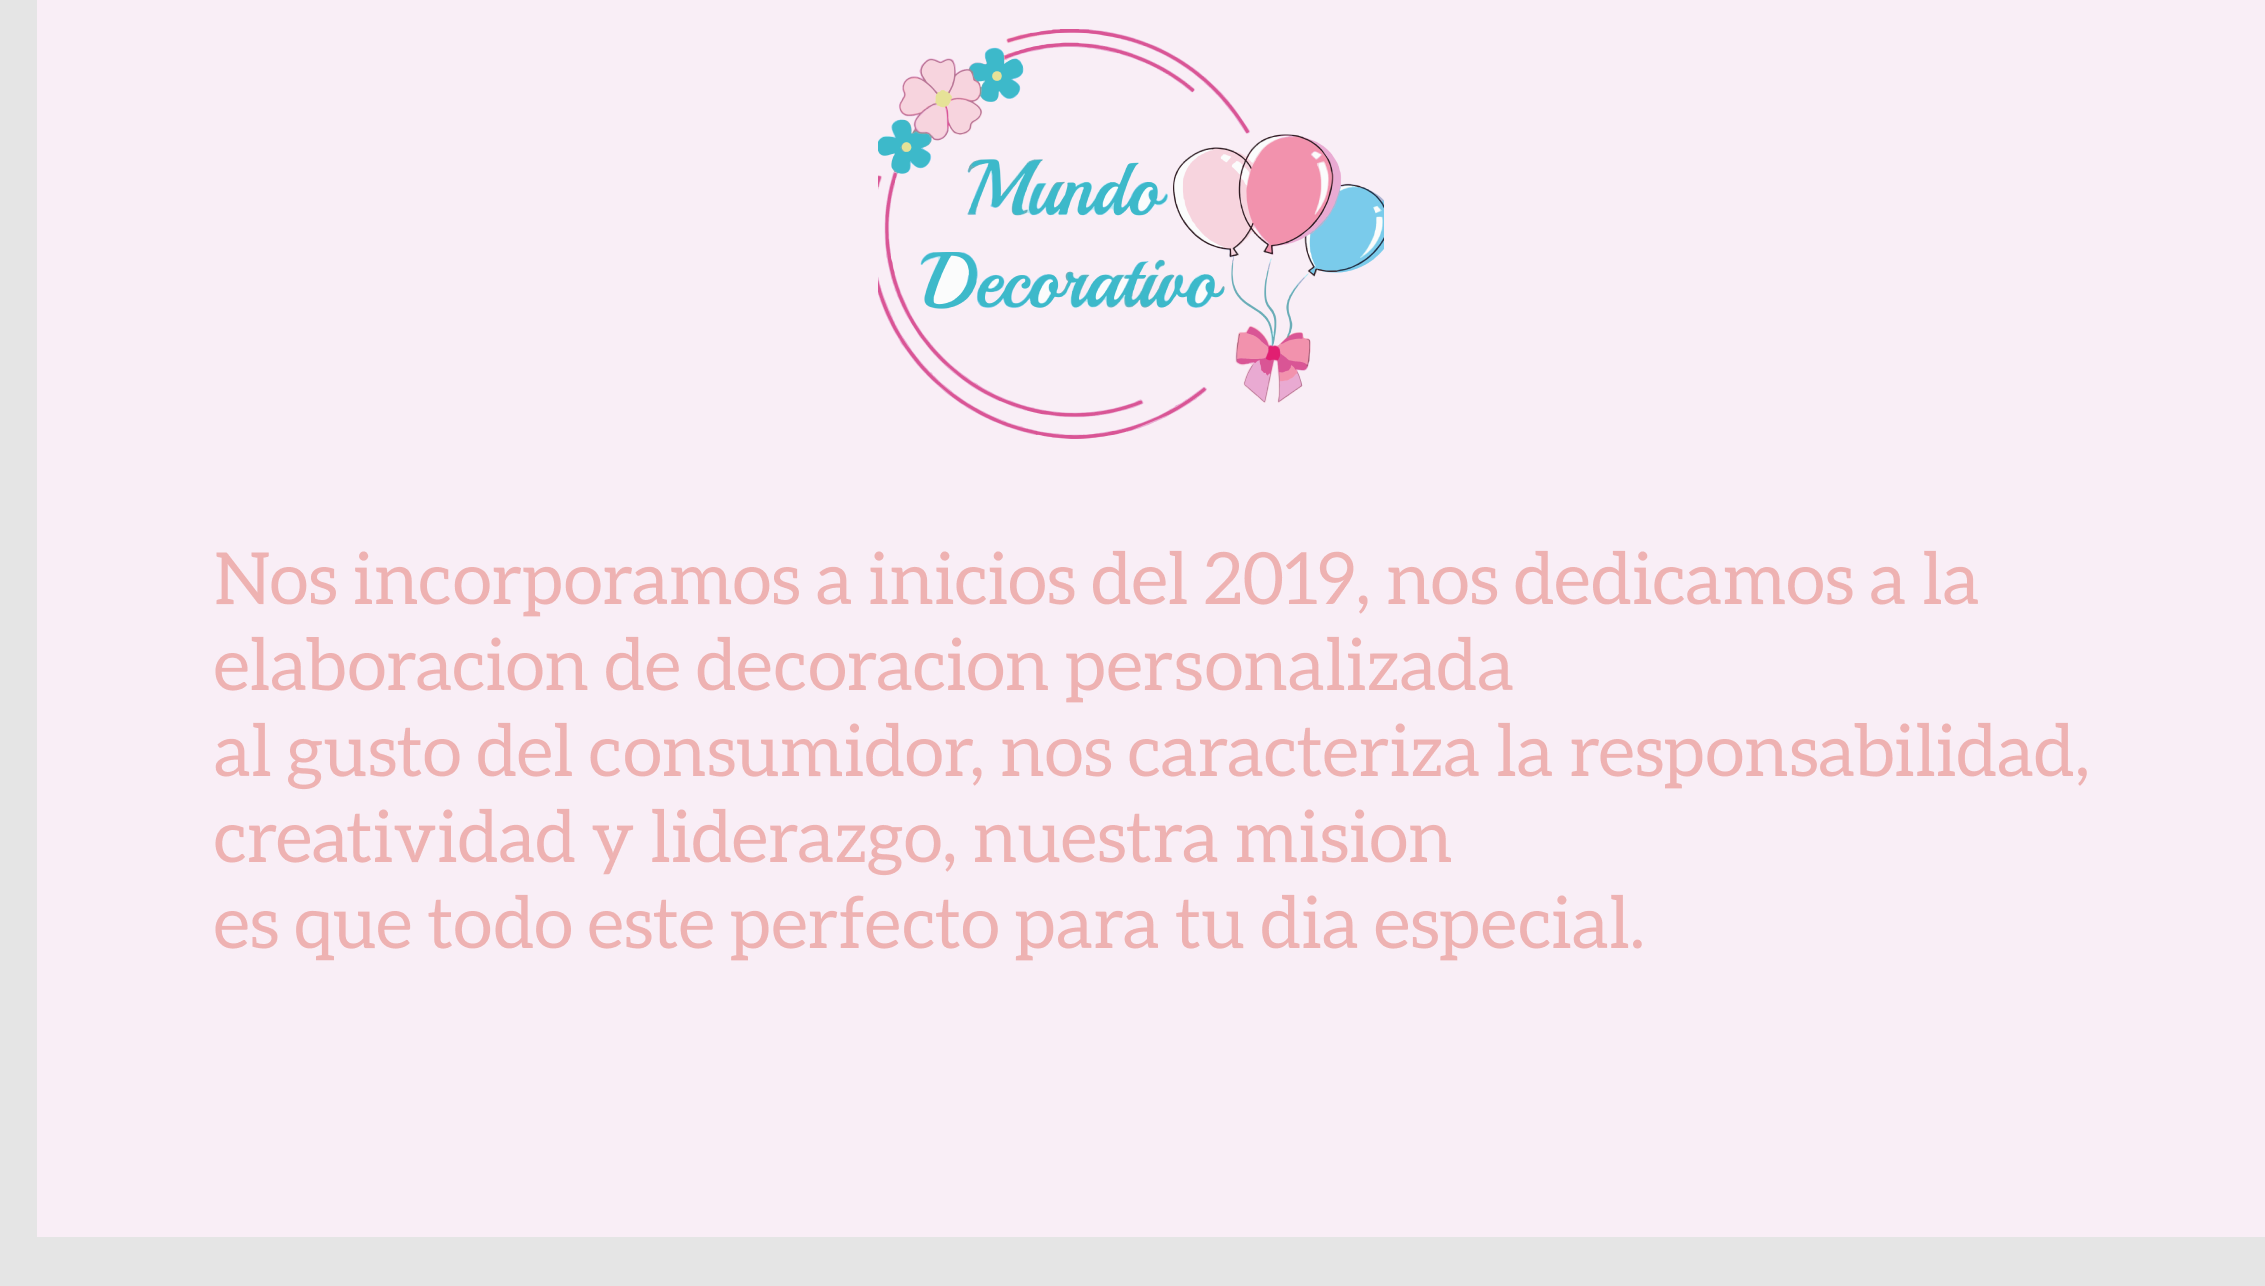 Mundo
Decorativo
Nos incorporamos a inicios del 2019, nos dedicamos a la
elaboracion de decoracion personalizada
al gusto del consumidor, nos caracteriza la responsabilidad,
creatividad y liderazgo, nuestra mision
es que todo este perfecto para tu dia especial.